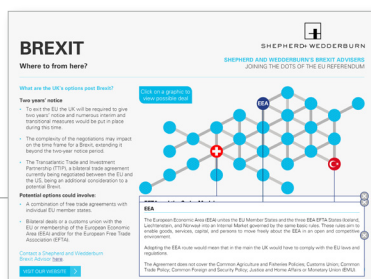 BREXIT
Where to from here?
SHEPHERD+ WEDDERBURN
SHEPHERD AND WEDDERBURN'S BREXIT ADVISERS
JOINING THE DOTS OF THE EU REFERENDUM
What are the UK's options post Brexit?
Two years' notice
- To exit the EU the UK will be required to give
two years' notice and numerous interim and
transitional measures would be put in place
during this time.
- The complexity of the negotiations may impact
on the time frame for a Brexit, extending it
beyond the two-year notice period.
- The Transatlantic Trade and Investment
Partnership (TTIP), a bilateral trade agreement
currently being negotiated between the EU and
the US, being an additional consideration to a
potential Brexit.
Potential options could involve:
- A combination of free trade agreements with
individual EU member states.
- Bilateral deals or a customs union with the
EU or membership of the European Economic
Area (EEA) and/or for the European Free Trade
Association (EFTA).
Contact a Shepherd and Wedderburn
Brexit Advisor here
VISIT OUR WEBSITE
Click on a graphic to
view possible deal
EEA
EEA
The European Economic Area (EEA) unites the EU Member States and the three EEA EFTA States (Iceland,
Liechtenstein, and Norway) into an Internal Market governed by the same basic rules. These rules aim to
enable goods, services, capital, and persons to move freely about the EEA in an open and competitive
environment.
Adopting the EEA route would mean that in the main the UK would have to comply with the EU laws and
regulations.
The Agreement does not cover the Common Agriculture and Fisheries Policies; Customs Union; Common
Trade Policy; Common Foreign and Security Policy; Justice and Home Affairs or Monetary Union (EMU).